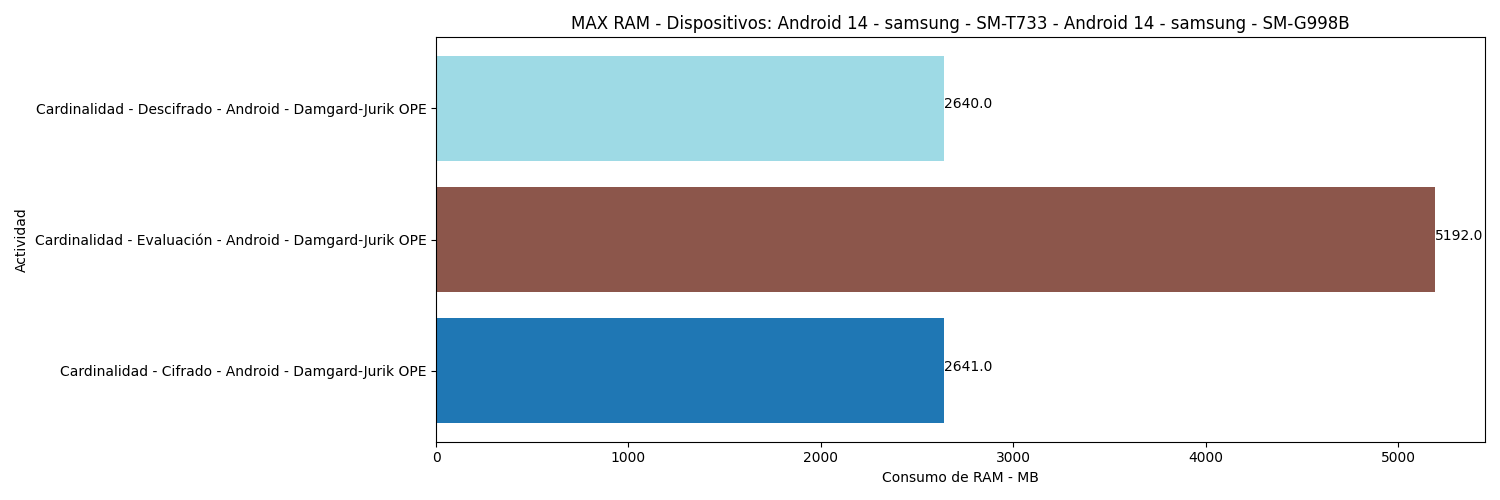 MAX RAM - Dispositivos: Android 14 - samsung - SM-T733 - Android 14 - samsung - SM-G998B
Actividad
Cardinalidad - Descifrado - Android - Damgard-Jurik OPE
2640.0
Cardinalidad - Evaluación - Android - Damgard-Jurik OPE
5192.0
Cardinalidad - Cifrado - Android - Damgard-Jurik OPE
2641.0
0 1000 2000 3000 4000 5000
Consumo de RAM - MB